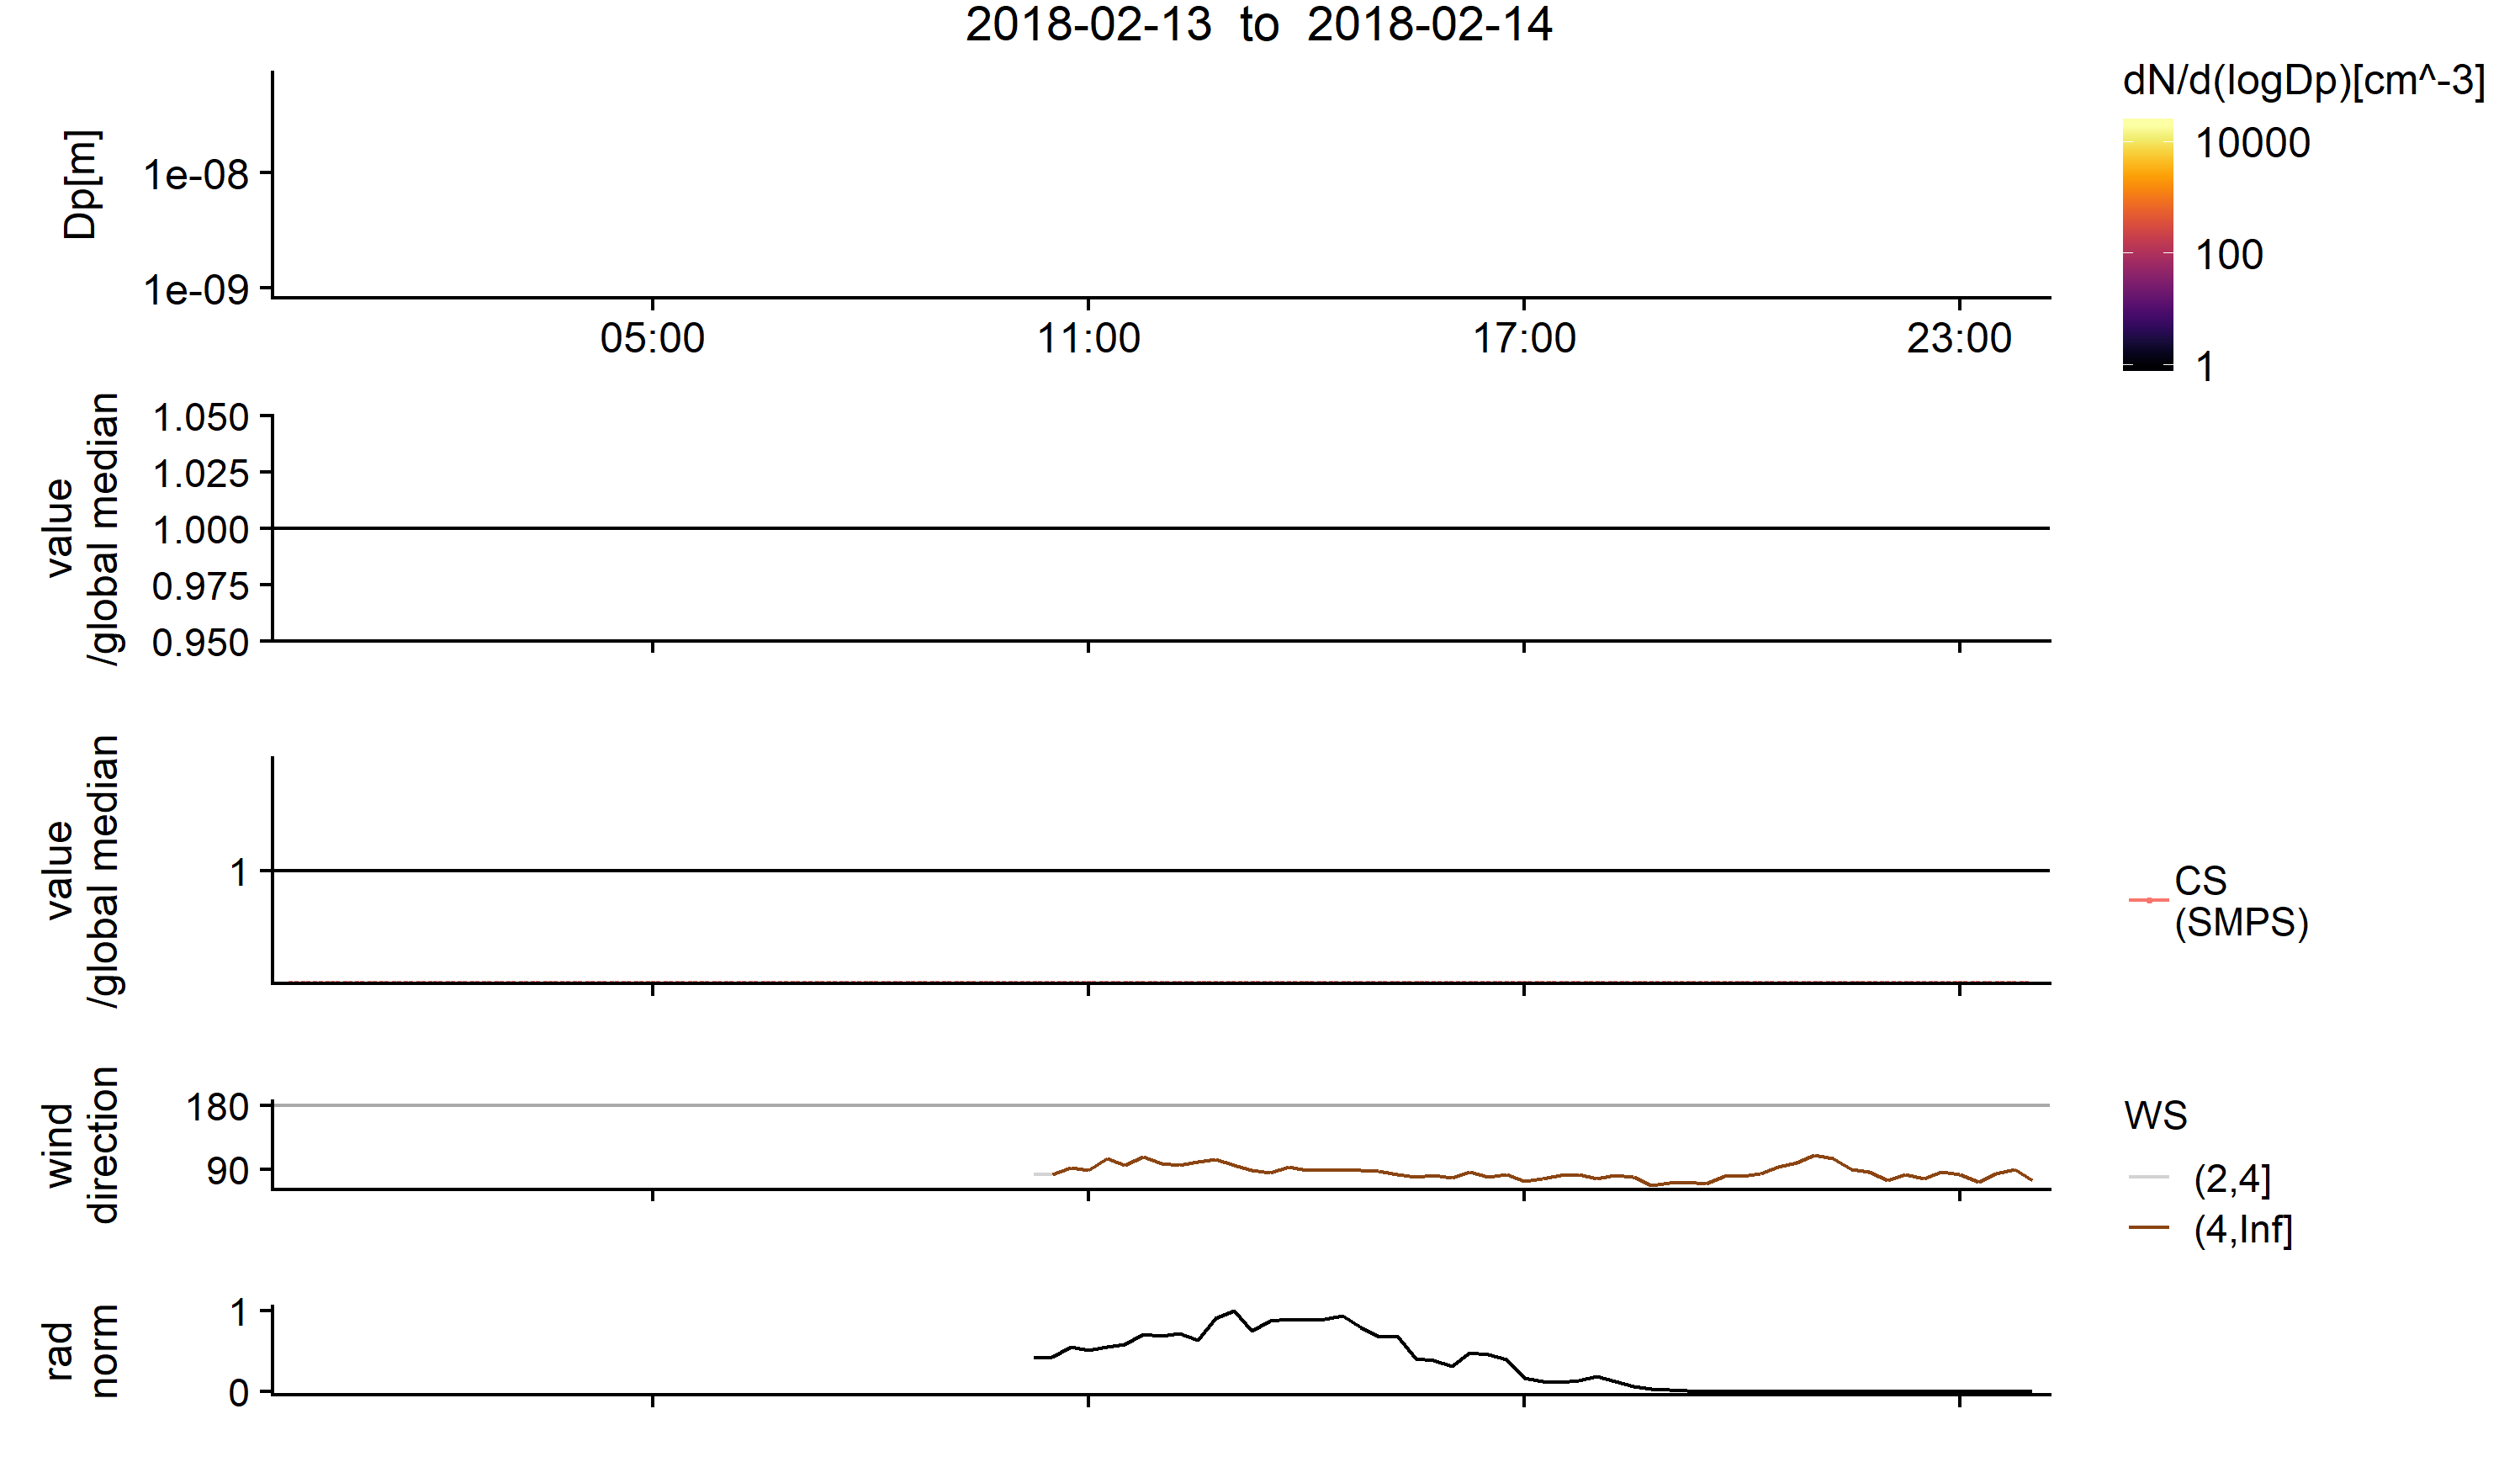 2018-02-13 to 2018-02-14
dN/d(logDp)[cm^-3]
10000
100
1
Dp[m]
1e-08
1e-09
05:00
11:00
17:00
23:00
value
/global median
1.050
1.025
1.000
0.975
0.950
value
/global median
1
CS
(SMPS)
wind
direction
180
90
WS
(2,4]
(4,Inf]
rad
norm
1
0